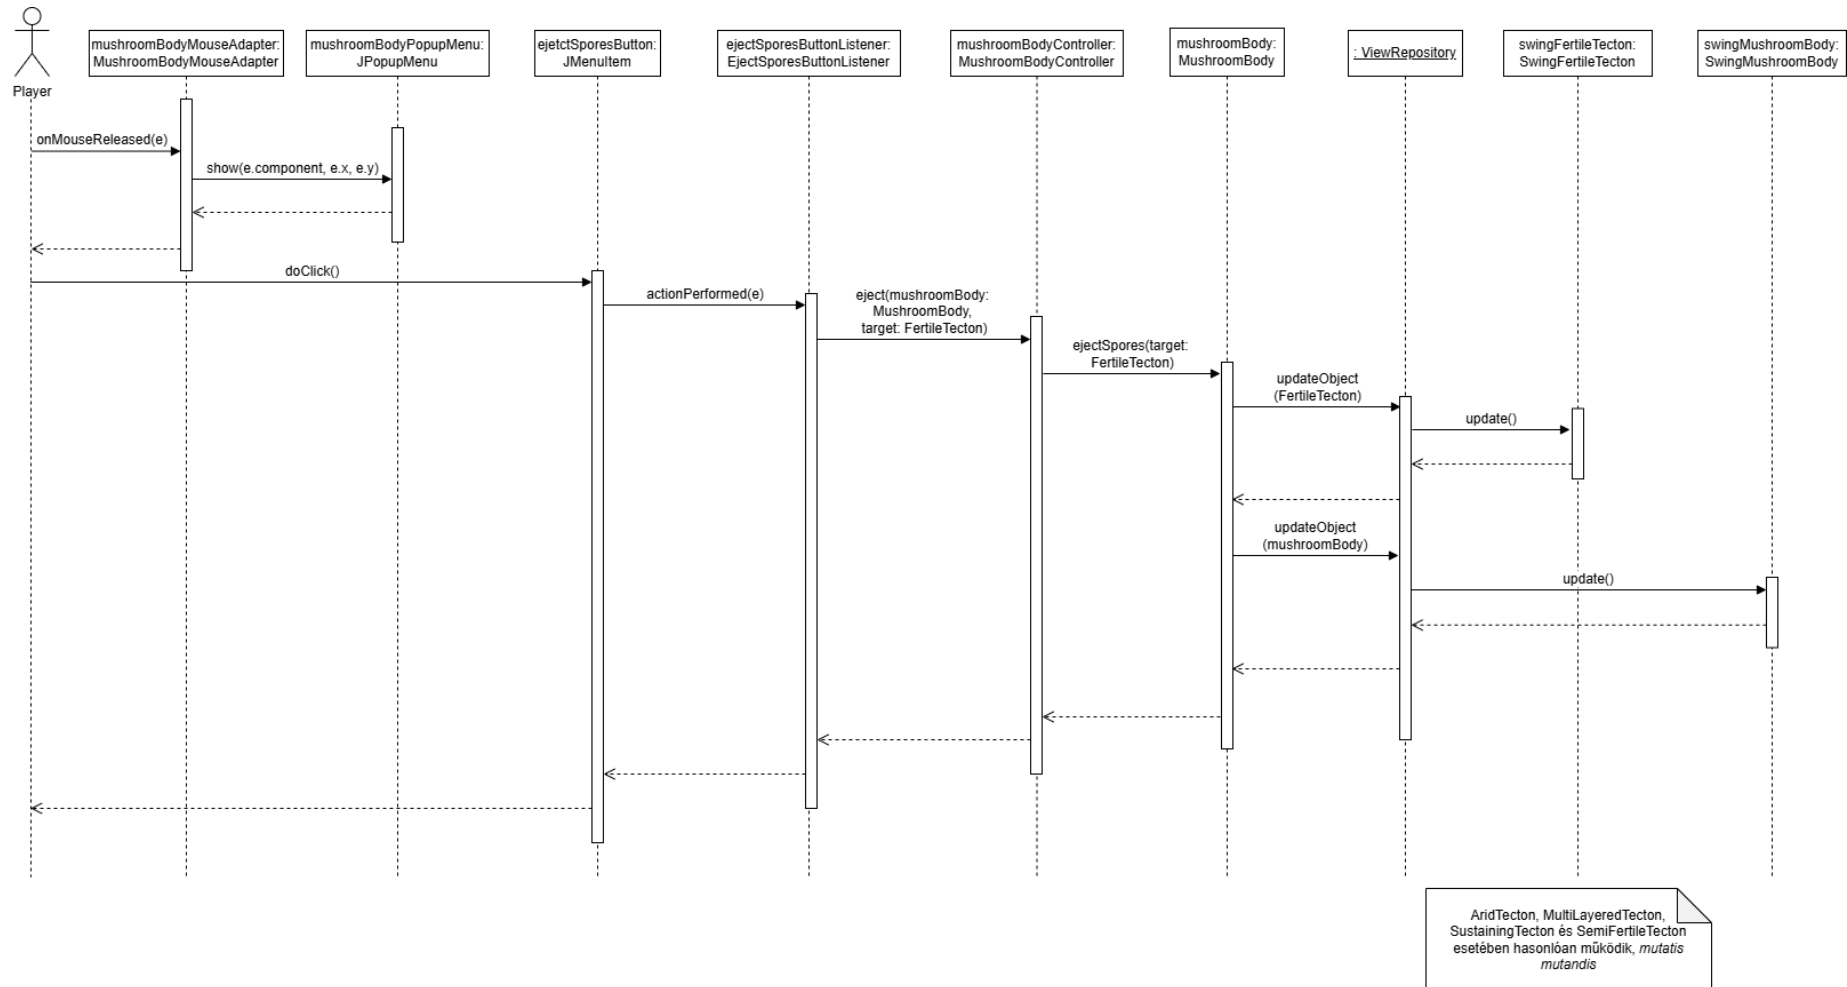 Player
mushroomBodyMouseAdapter:
MushroomBodyMouseAdapter
mushroomBodyPopupMenu:
JPopupMenu
ejetctSporesButton:
JMenuItem
ejectSporesButtonListener:
EjectSporesButtonListener
mushroomBodyController:
MushroomBodyController
mushroomBody:
MushroomBody
: ViewRepository
swingFertileTecton:
SwingFertileTecton
swingMushroomBody:
SwingMushroomBody
onMouseReleased(e)
show(e.component, e.x, e.y)
doClick()
actionPerformed(e)
eject(mushroomBody:
MushroomBody,
target: FertileTecton)
ejectSpores(target:
FertileTecton)
updateObject
(FertileTecton)
update()
updateObject
(mushroomBody)
update()
AridTecton, MultiLayeredTecton,
SustainingTecton és SemiFertileTecton
esetében hasonlóan működik, mutatis
mutandis